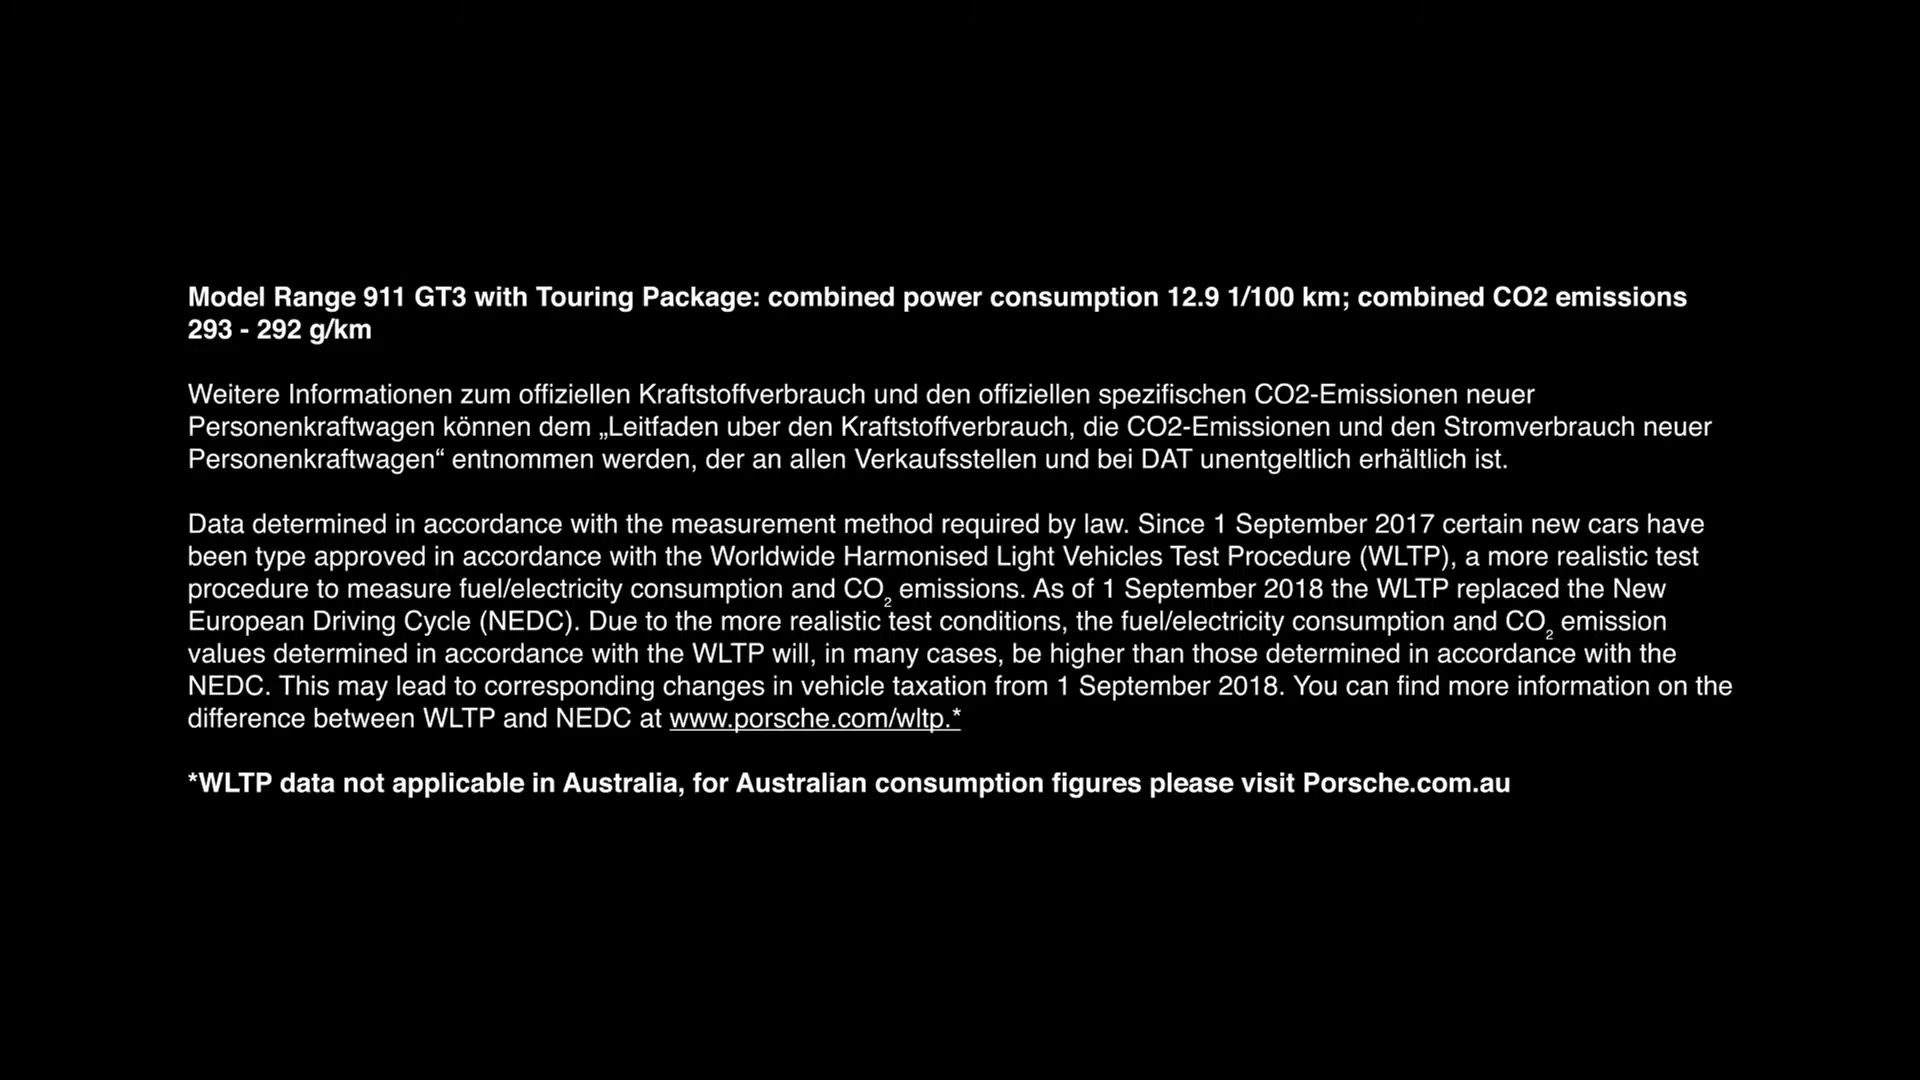 Model Range 911 GT3 with Touring Package: combined power consumption 12.9 1/100 km; combined CO2 emissions
293 - 292 g/km
Weitere Informationen zum offiziellen Kraftstoffverbrauch und den offiziellen spezifischen CO2-Emissionen neuer
Personenkraftwagen können dem „Leitfaden uber den Kraftstoffverbrauch, die CO2-Emissionen und den Stromverbrauch neuer
Personenkraftwagen“ entnommen werden, der an allen Verkaufsstellen und bei DAT unentgeltlich erhältlich ist.
Data determined in accordance with the measurement method required by law. Since 1 September 2017 certain new cars have
been type approved in accordance with the Worldwide Harmonised Light Vehicles Test Procedure (WLTP), a more realistic test
procedure to measure fuel/electricity consumption and CO₂ emissions. As of 1 September 2018 the WLTP replaced the New
European Driving Cycle (NEDC). Due to the more realistic test conditions, the fuel/electricity consumption and CO₂ emission
values determined in accordance with the WLTP will, in many cases, be higher than those determined in accordance with the
NEDC. This may lead to corresponding changes in vehicle taxation from 1 September 2018. You can find more information on the
difference between WLTP and NEDC at www.porsche.com/wltp.*
*WLTP data not applicable in Australia, for Australian consumption figures please visit Porsche.com.au